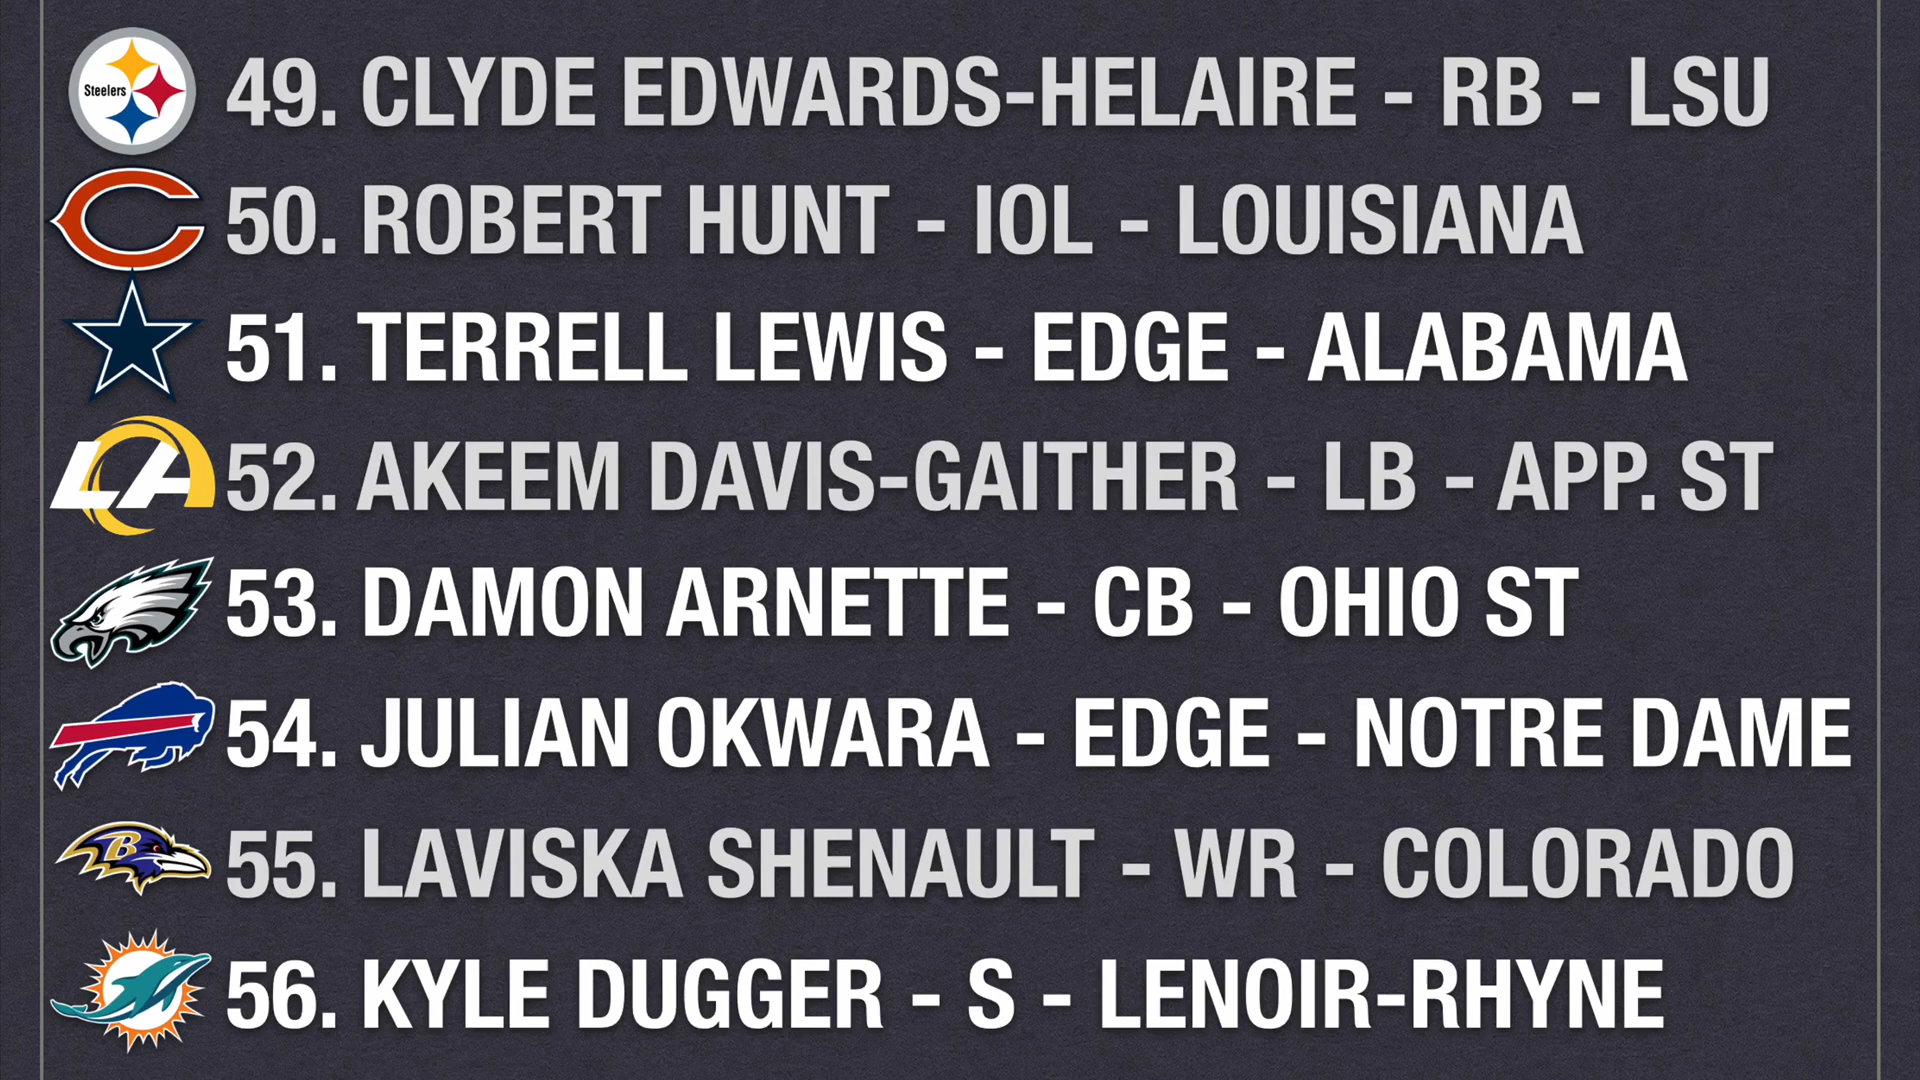 Steelers 49. CLYDE EDWARDS-HELAIRE - RB - LSU
50. ROBERT HUNT - IOL - LOUISIANA
51. TERRELL LEWIS - EDGE - ALABAMA
LA 52. AKEEM DAVIS-GAITHER - LB - APP. ST
53. DAMON ARNETTE - CB - OHIO ST
54. JULIAN OKWARA - EDGE - NOTRE DAME
B 55. LAVISKA SHENAULT - WR - COLORADO
56. KYLE DUGGER - S - LENOIR-RHYNE